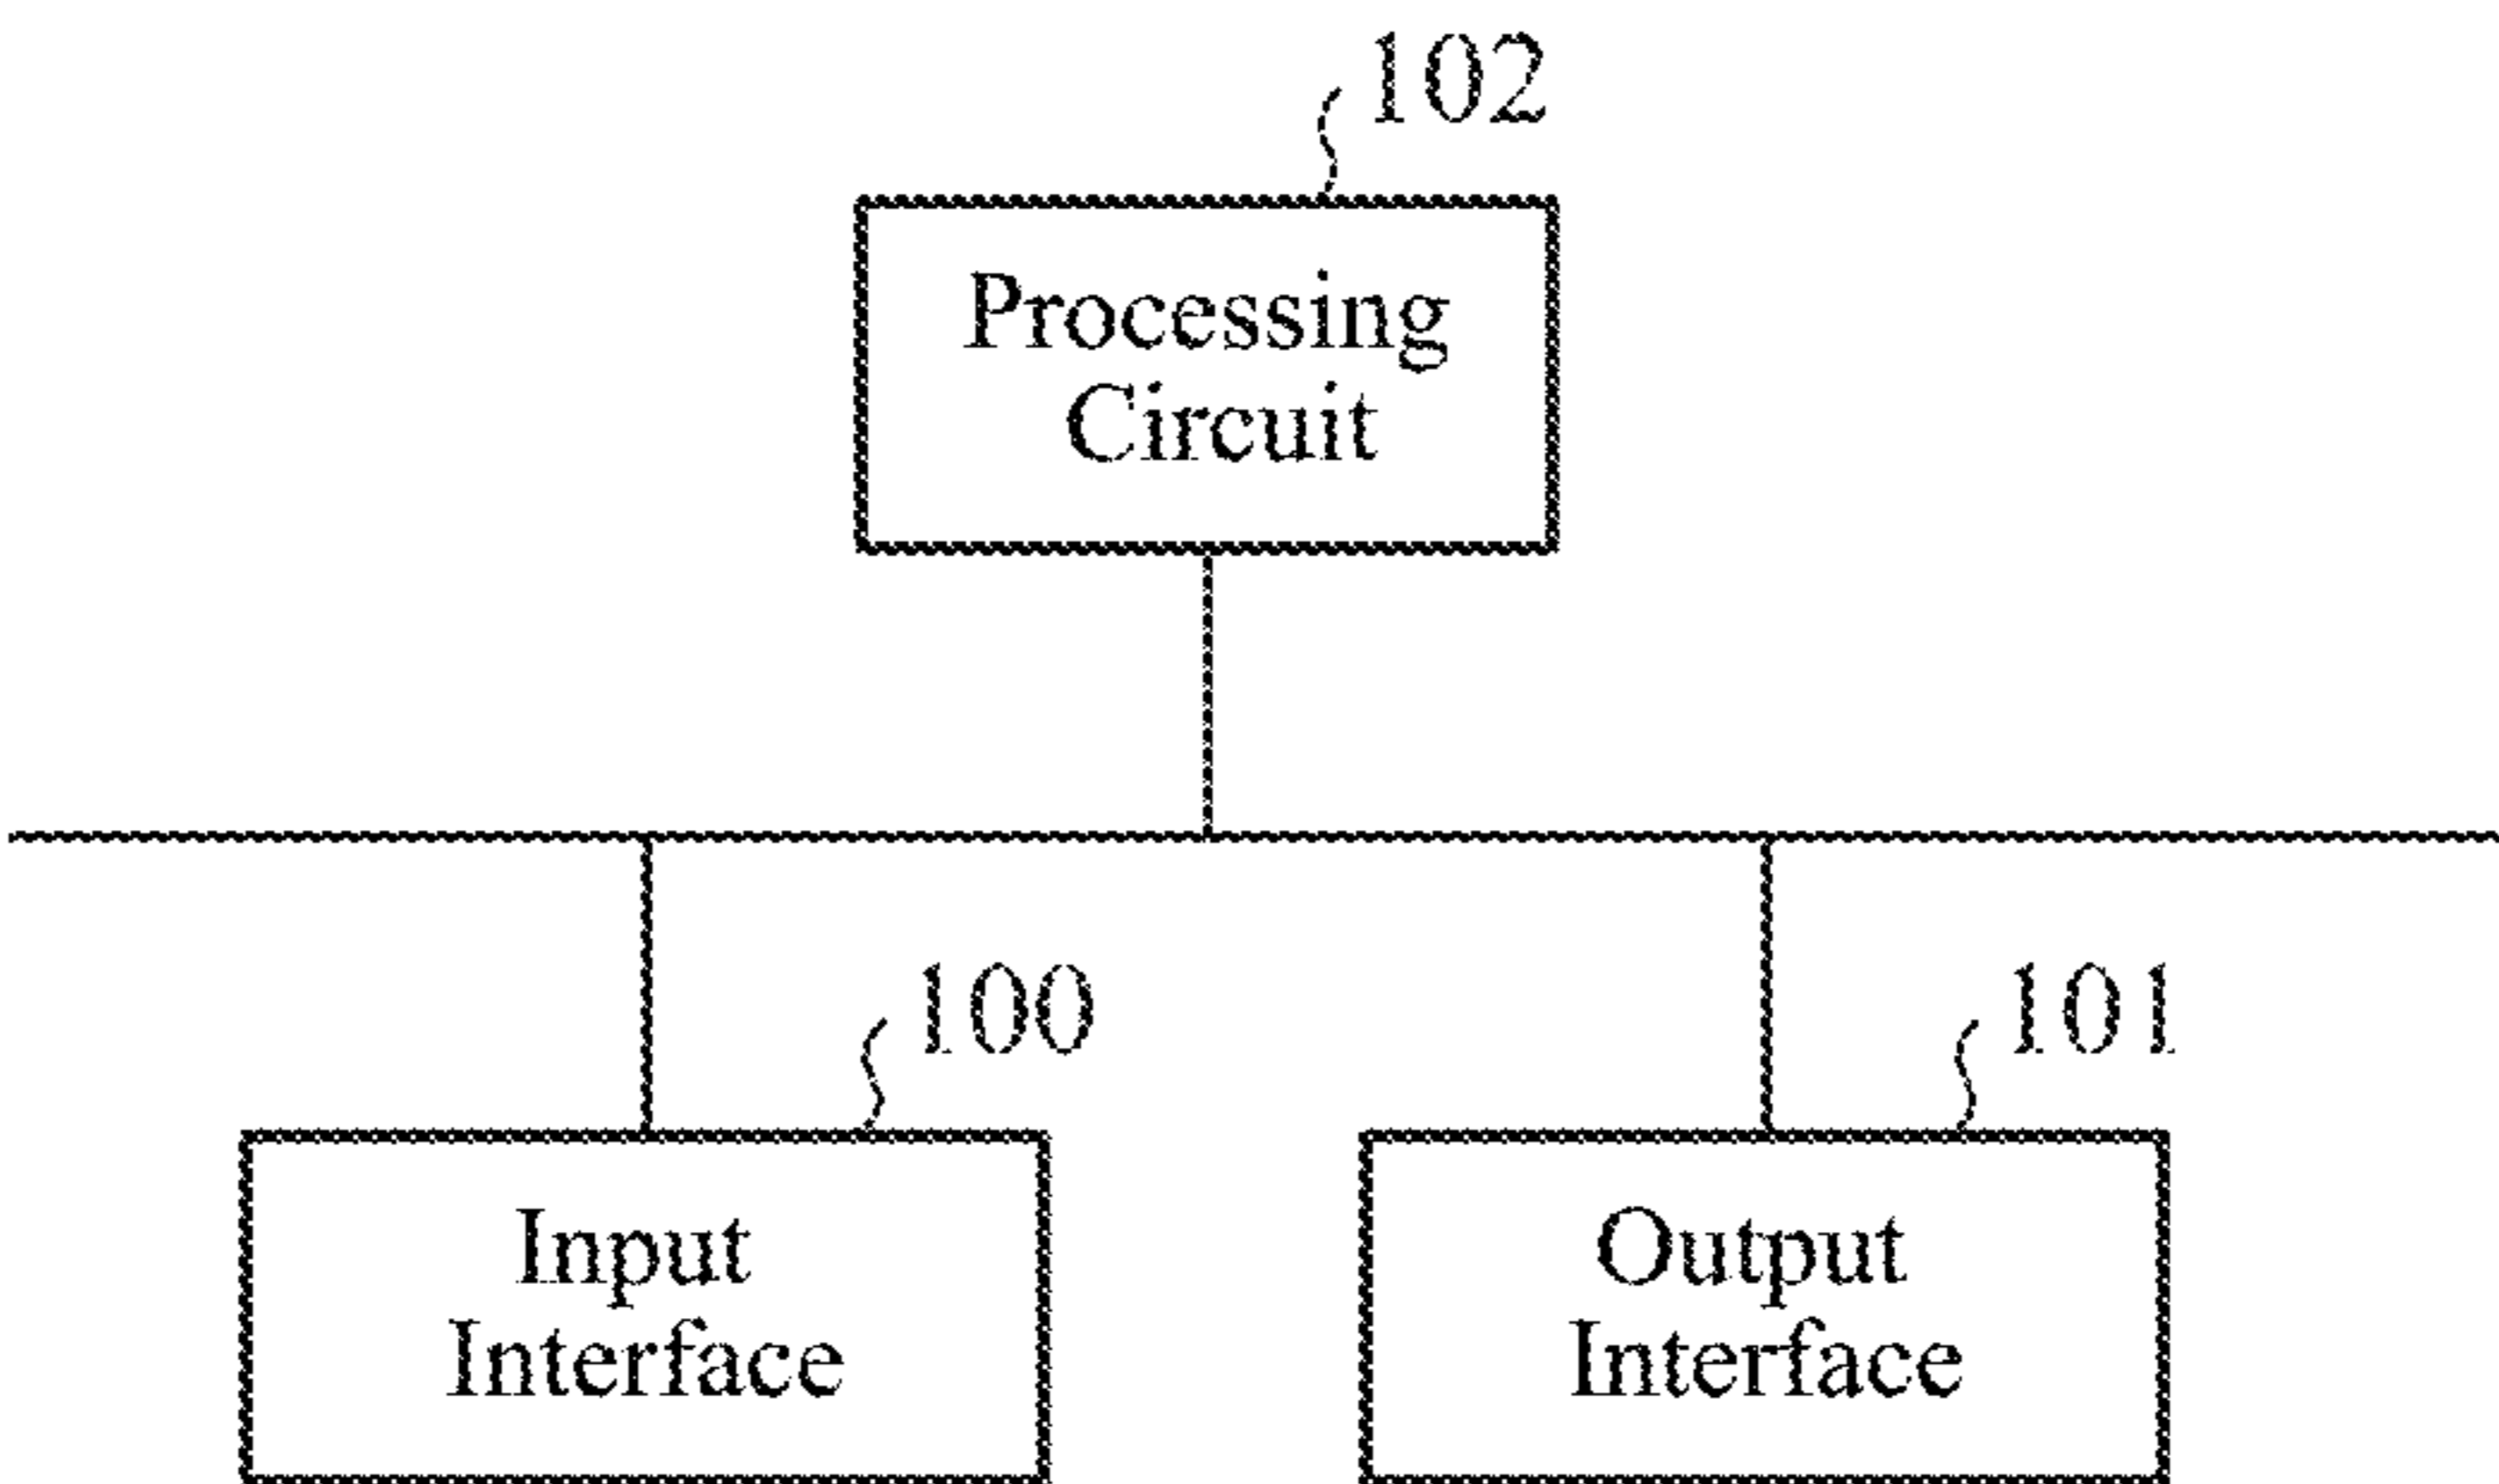 102
Processing
Circuit
100
101
Input
Interface
Output
Interface